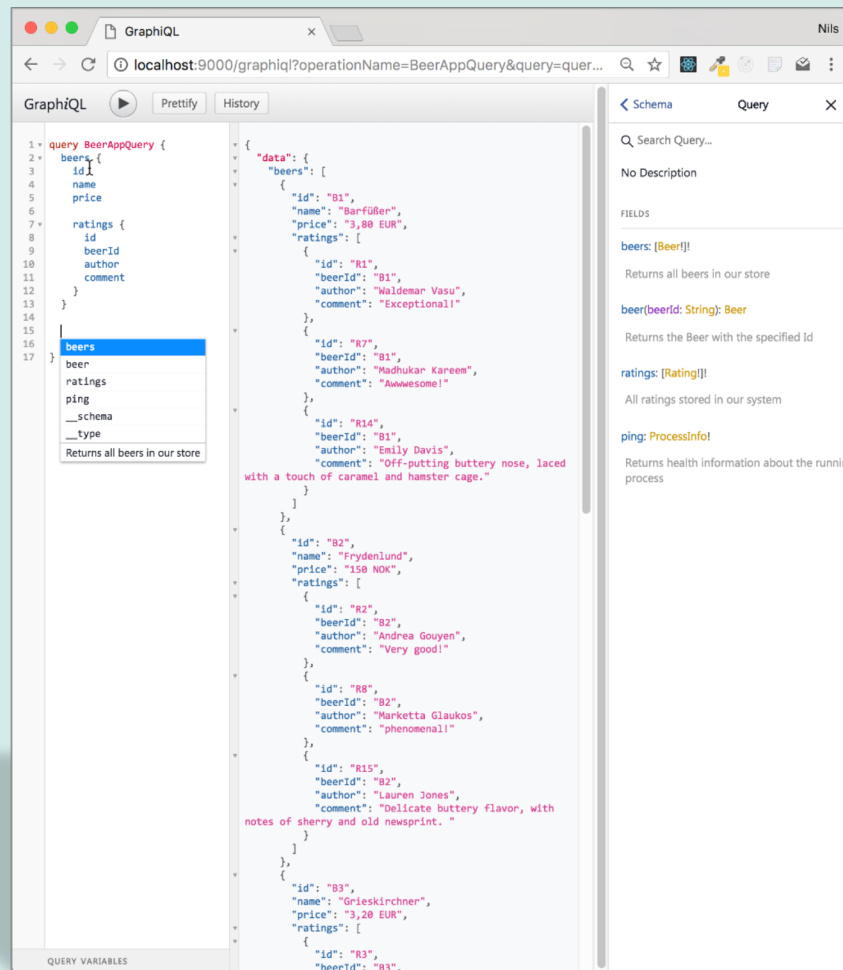 GraphiQL
Nils
localhost:9000/graphiql?operationName=BeerAppQuery&query=quer...
GraphiQL
Prettify
History
1 query BeerAppQuery {
2 beers {
3 id
4 name
5 price
6
7 ratings {
8 id
9 beerId
10 author
11 comment
12 }
13 }
14
15
16
17 }
beers
beer
ratings
ping
__schema
__type
Returns all beers in our store
QUERY VARIABLES
{
"data": {
"beers": [
{
"id": "B1",
"name": "Barfüßer",
"price": "3,80 EUR",
"ratings": [
{
"id": "R1",
"beerId": "B1",
"author": "Waldemar Vasu",
"comment": "Exceptional!"
},
{
"id": "R7",
"beerId": "B1",
"author": "Madhukar Kareem",
"comment": "Awwwesome!"
},
{
"id": "R14",
"beerId": "B1",
"author": "Emily Davis",
"comment": "Off-putting buttery nose, laced
with a touch of caramel and hamster cage."
}
]
},
{
"id": "B2",
"name": "Frydenlund",
"price": "150 NOK",
"ratings": [
{
"id": "R2",
"beerId": "B2",
"author": "Andrea Gouyen",
"comment": "Very good!"
},
{
"id": "R8",
"beerId": "B2",
"author": "Marketta Glaukos",
"comment": "phenomenal!"
},
{
"id": "R15",
"beerId": "B2",
"author": "Lauren Jones",
"comment": "Delicate buttery flavor, with
notes of sherry and old newsprint. "
}
]
},
{
"id": "B3",
"name": "Grieskirchner",
"price": "3,20 EUR",
"ratings": [
{
"id": "R3",
"beerId": "B3",
Schema
Query
Search Query...
No Description
FIELDS
beers: [Beer!]!
Returns all beers in our store
beer(beerId: String): Beer
Returns the Beer with the specified Id
ratings: [Rating!]!
All ratings stored in our system
ping: ProcessInfo!
Returns health information about the runni
process